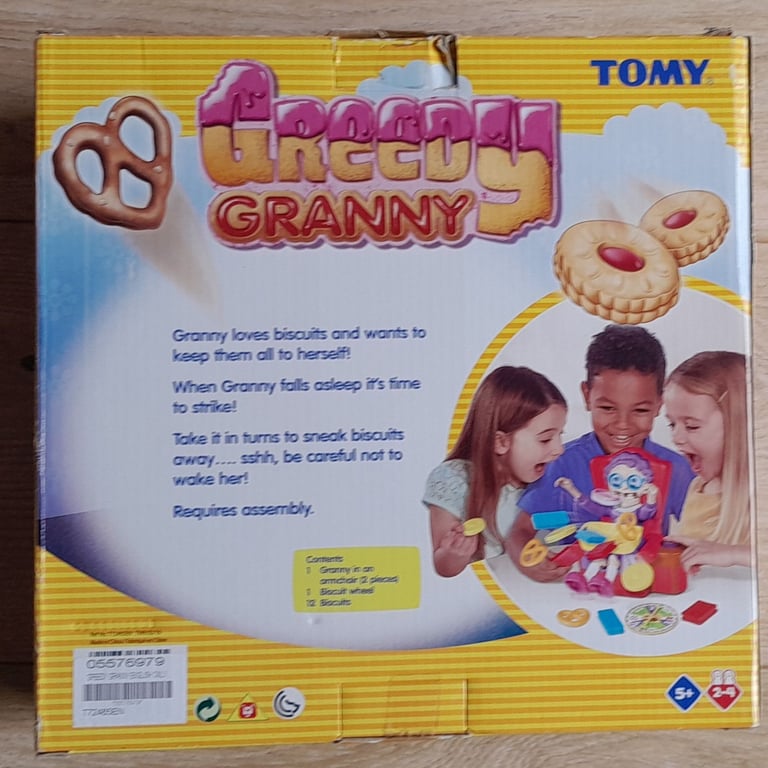 TOMY
GREEDY
GRANNY
Granny loves biscuits and wants to
keep them all to herself!
When Granny falls asleep it's time
to strike!
Take it in turns to sneak biscuits
away.... sshh, be careful not to
wake her!
Requires assembly.
Contents
1 Granny in an
armchair (2 pieces)
1 Biscuit wheel
12 Biscuits
05576979
5+
2-4